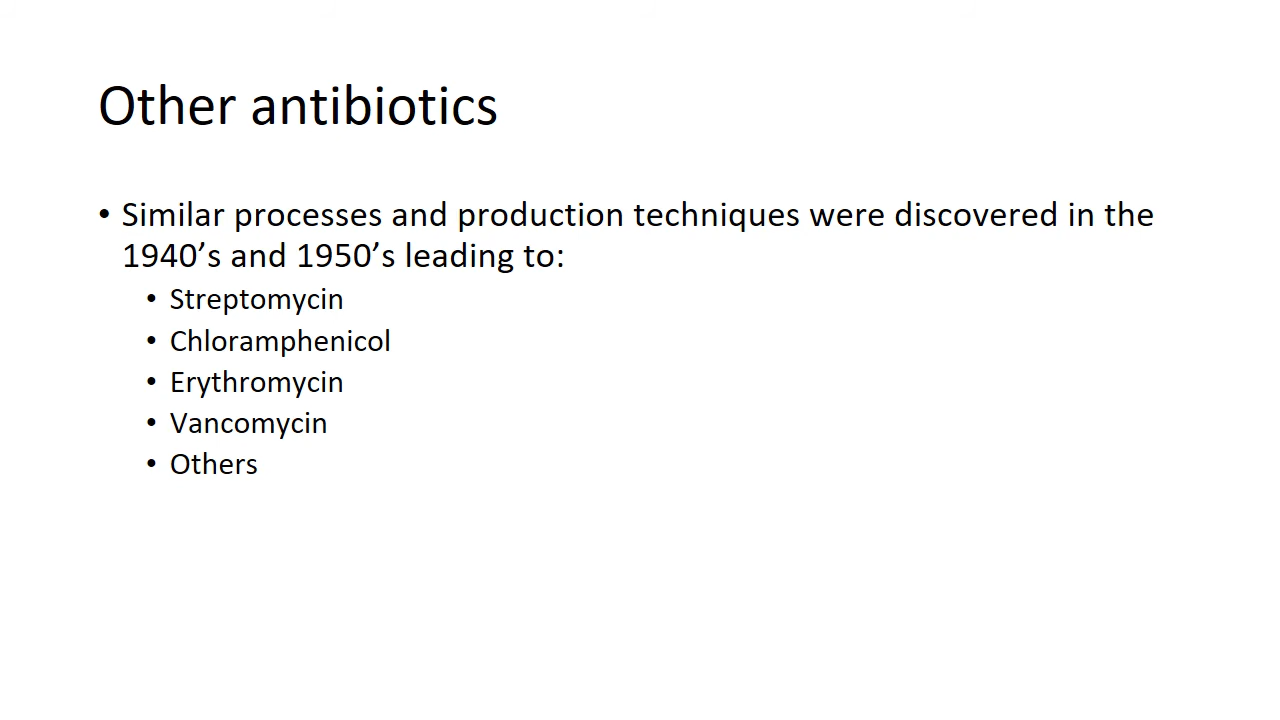 Other antibiotics
• Similar processes and production techniques were discovered in the
1940’s and 1950’s leading to:
• Streptomycin
• Chloramphenicol
• Erythromycin
• Vancomycin
• Others